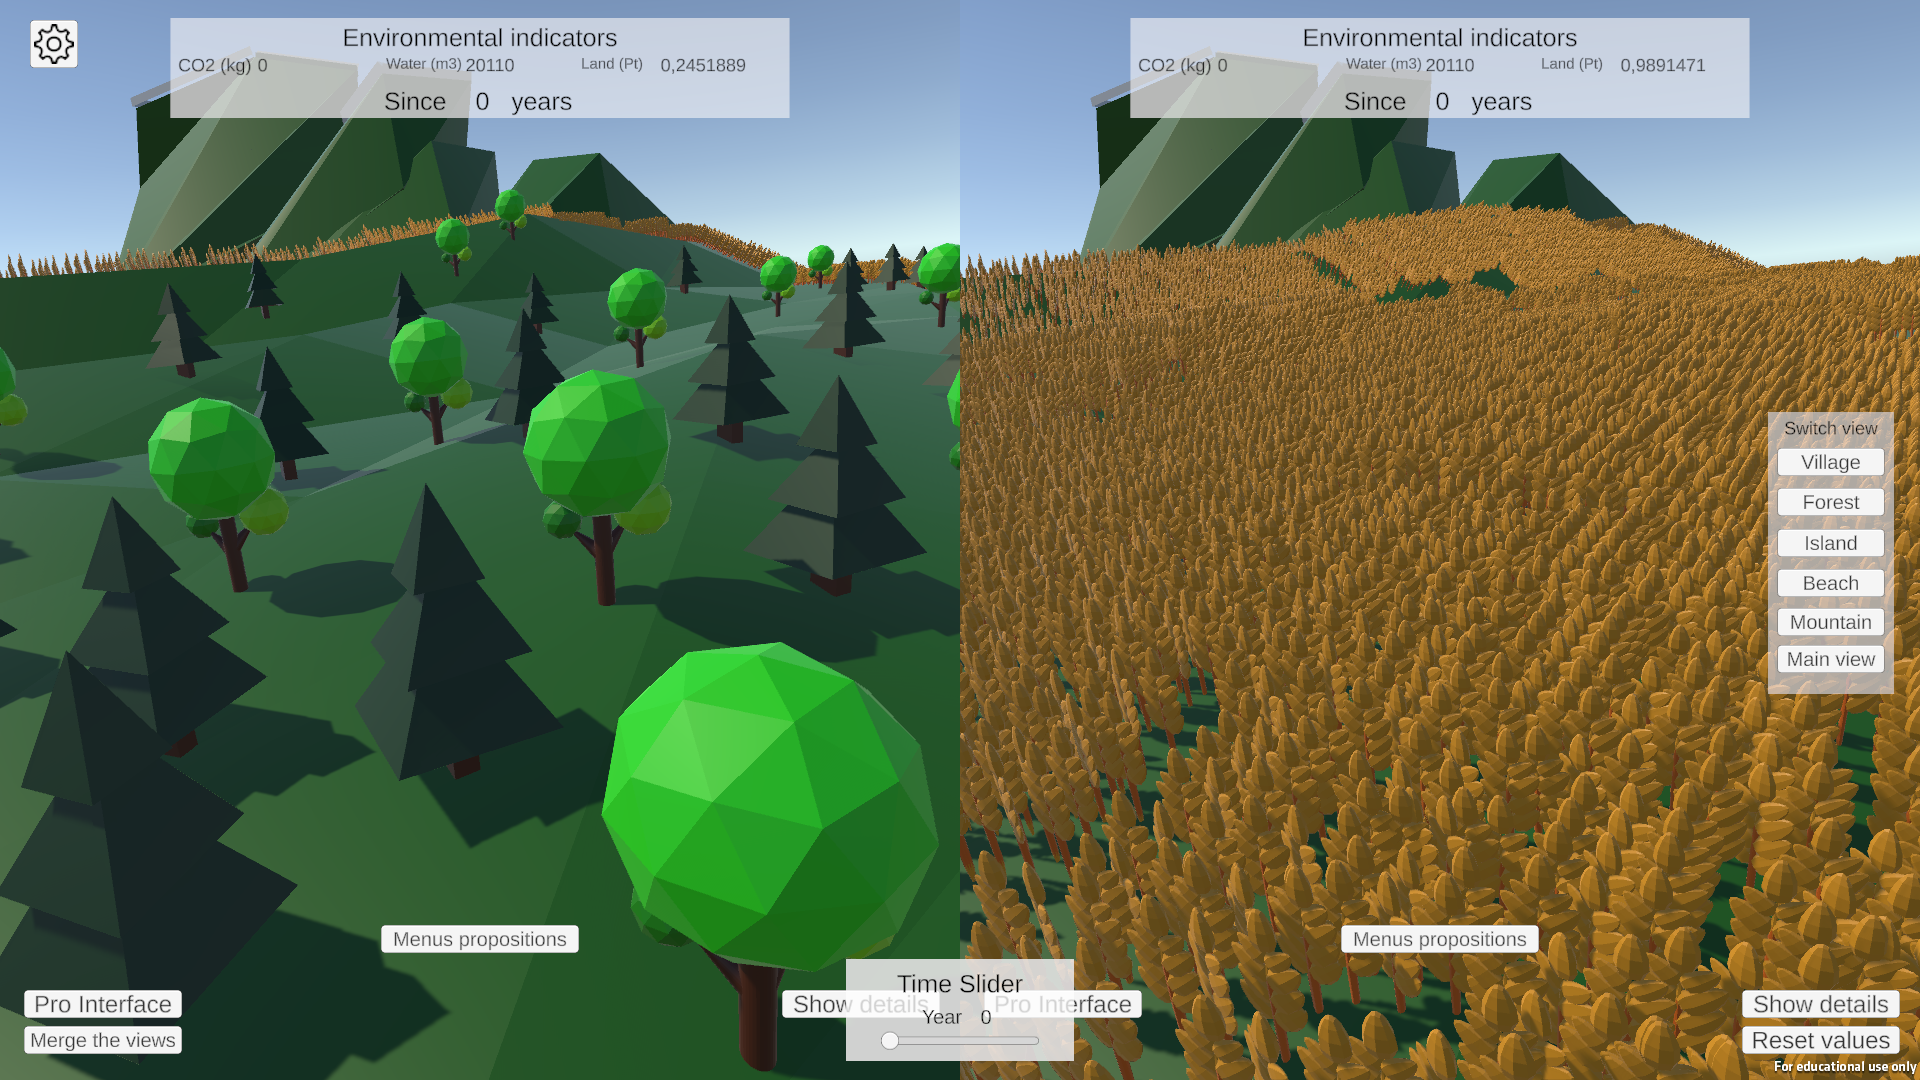 Environmental indicators
CO2 (kg) 0 Water (m3) 20110 Land (Pt) 0,2451889
Since 0 years
Environmental indicators
CO2 (kg) 0 Water (m3) 20110 Land (Pt) 0,9891471
Since 0 years
Switch view
Village
Forest
Island
Beach
Mountain
Main view
Menus propositions
Menus propositions
Time Slider
Pro Interface
Show details
Pro Interface
Show details
Year 0
Merge the views
Reset values
For educational use only